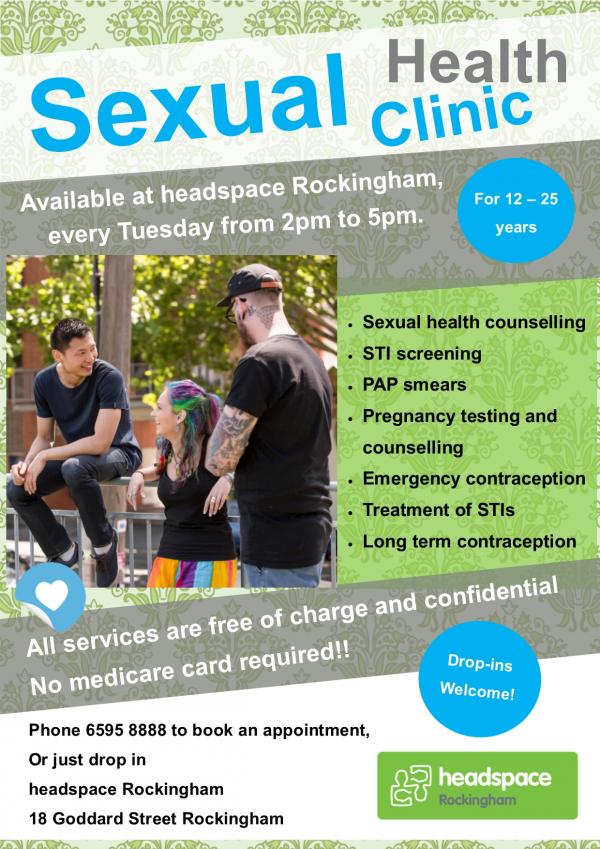 Sexual Health
Clinic
Available at headspace Rockingham,
every Tuesday from 2pm to 5pm.
For 12 – 25
years
• Sexual health counselling
• STI screening
• PAP smears
• Pregnancy testing and
counselling
• Emergency contraception
• Treatment of STIs
• Long term contraception
All services are free of charge and confidential
No medicare card required!!
Drop-ins
Welcome!
Phone 6595 8888 to book an appointment,
Or just drop in
headspace Rockingham
18 Goddard Street Rockingham
headspace
Rockingham